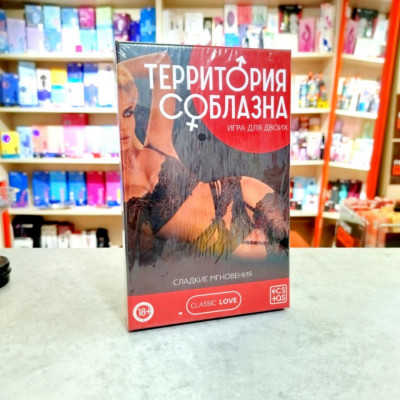 ТЕРРИТОРИЯ
СОБЛАЗНА
ИГРА ДЛЯ ДВОИХ
СЛАДКИЕ МГНОВЕНИЯ
18+
CLASSIC LOVE